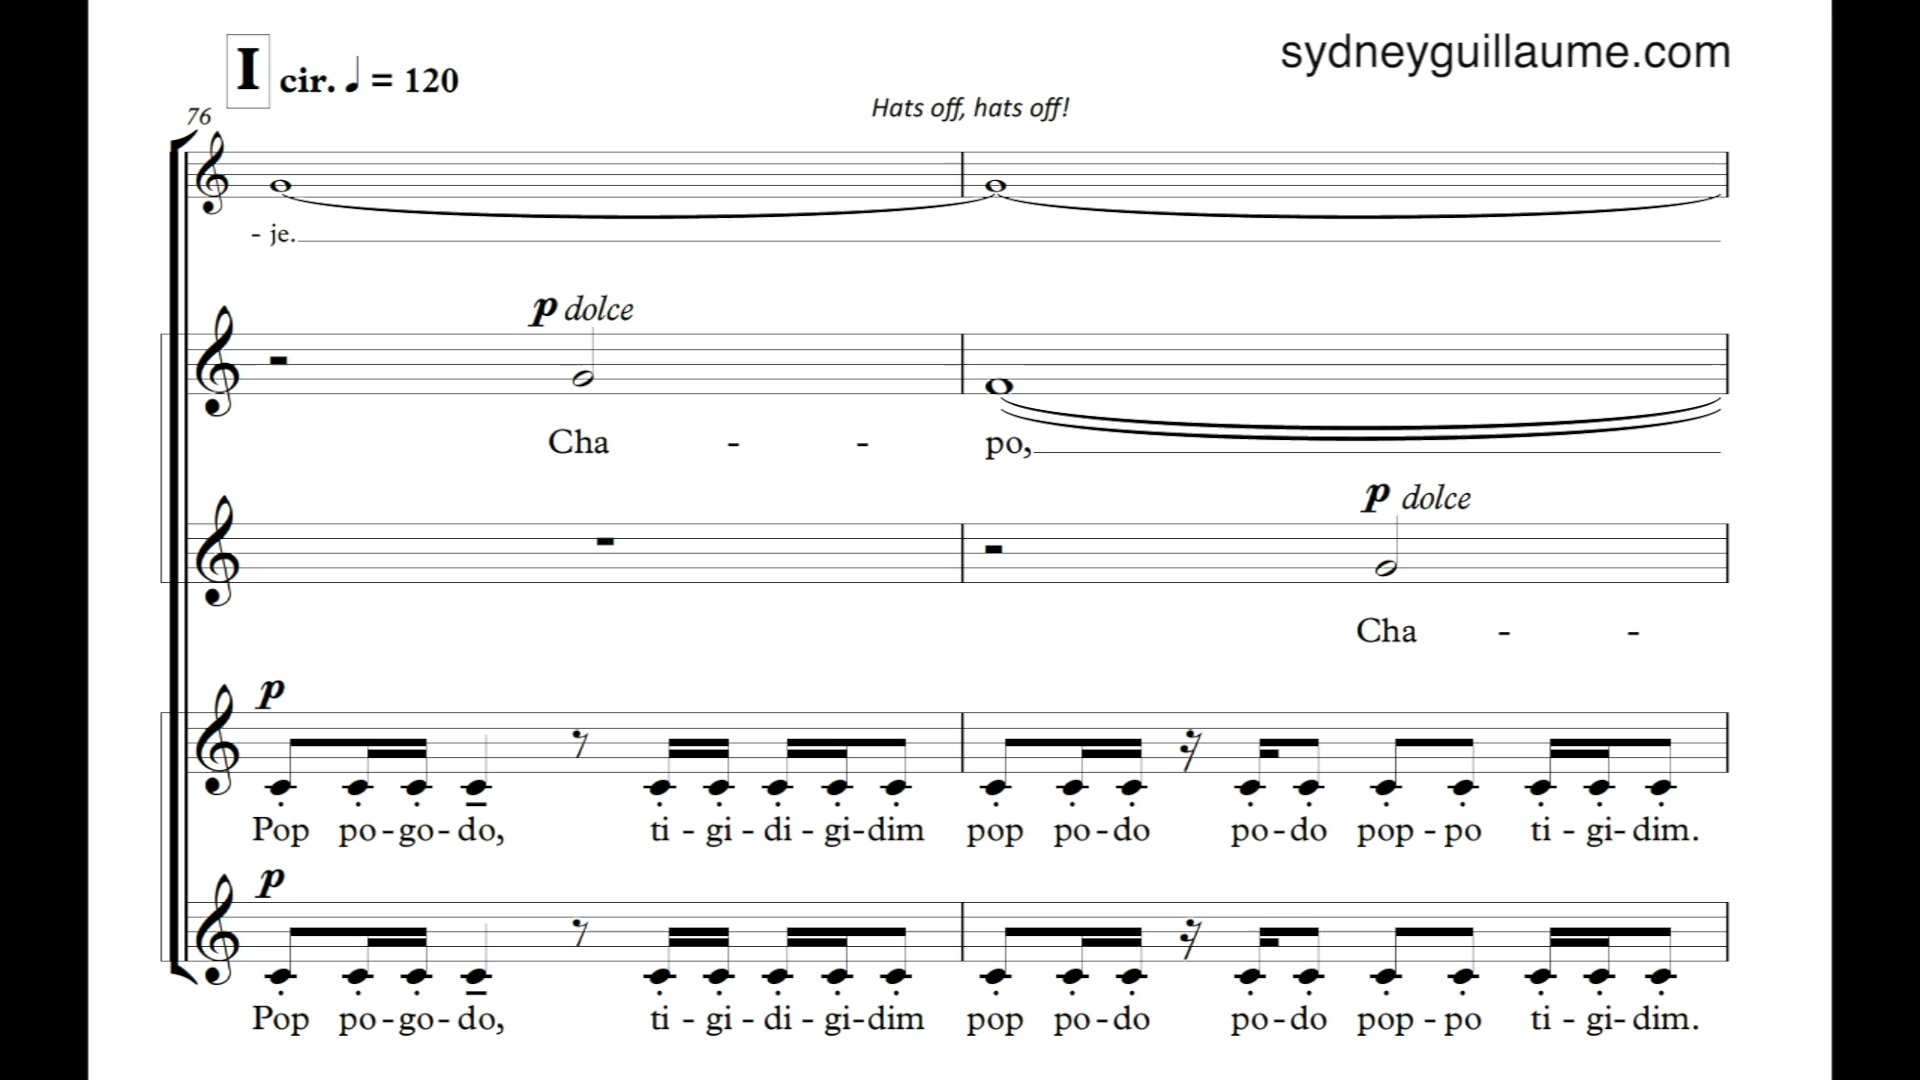 sydneyguillaume.com
I cir. ♩ = 120
76
Hats off, hats off!
- je.
p dolce
Cha - - po,
p dolce
Cha - -
p
Pop po-go-do, ti - gi - di - gi-dim pop po-do po-do pop - po ti - gi- dim.
p
Pop po-go-do, ti - gi - di - gi-dim pop po-do po-do pop - po ti - gi- dim.